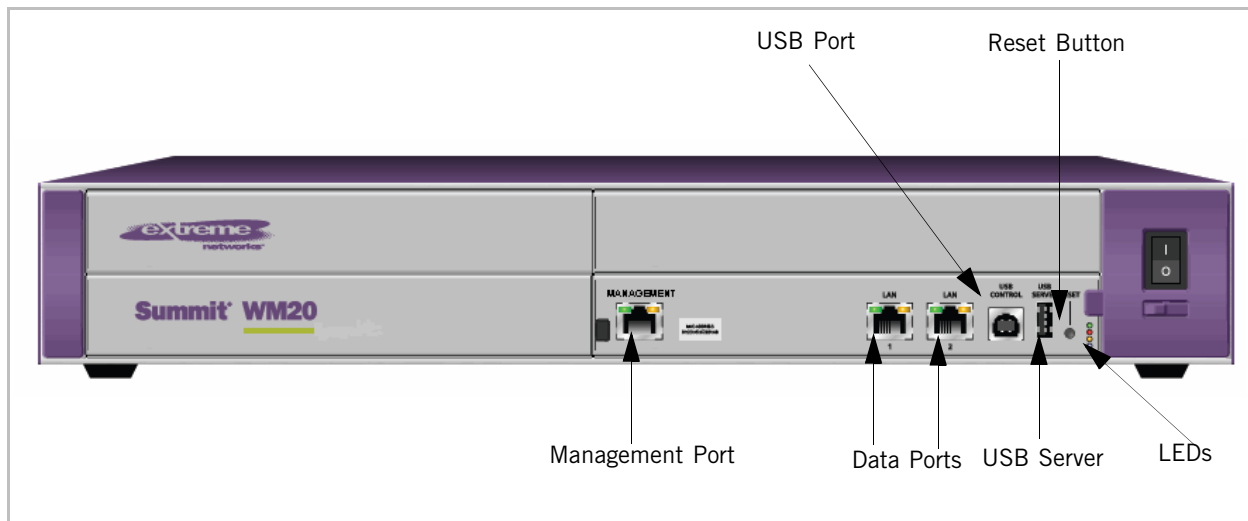 USB Port
Reset Button
extreme
networks®
Summit® WM20
MANAGEMENT
LAN
LAN
USB
CONTROL
USB
1
2
I
O
Management Port
Data Ports
USB Server
LEDs